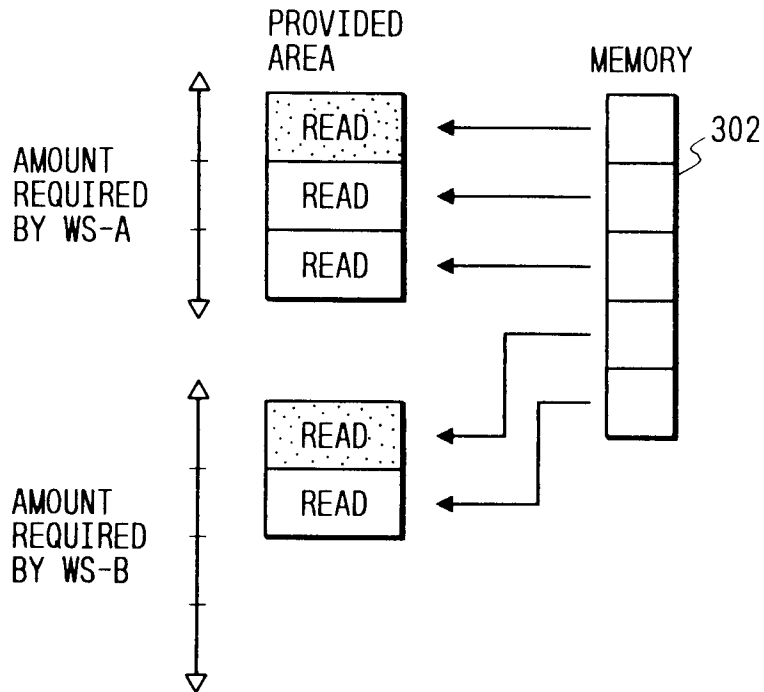 PROVIDED
AREA
MEMORY
302
READ
READ
READ
AMOUNT
REQUIRED
BY WS-A
READ
READ
AMOUNT
REQUIRED
BY WS-B